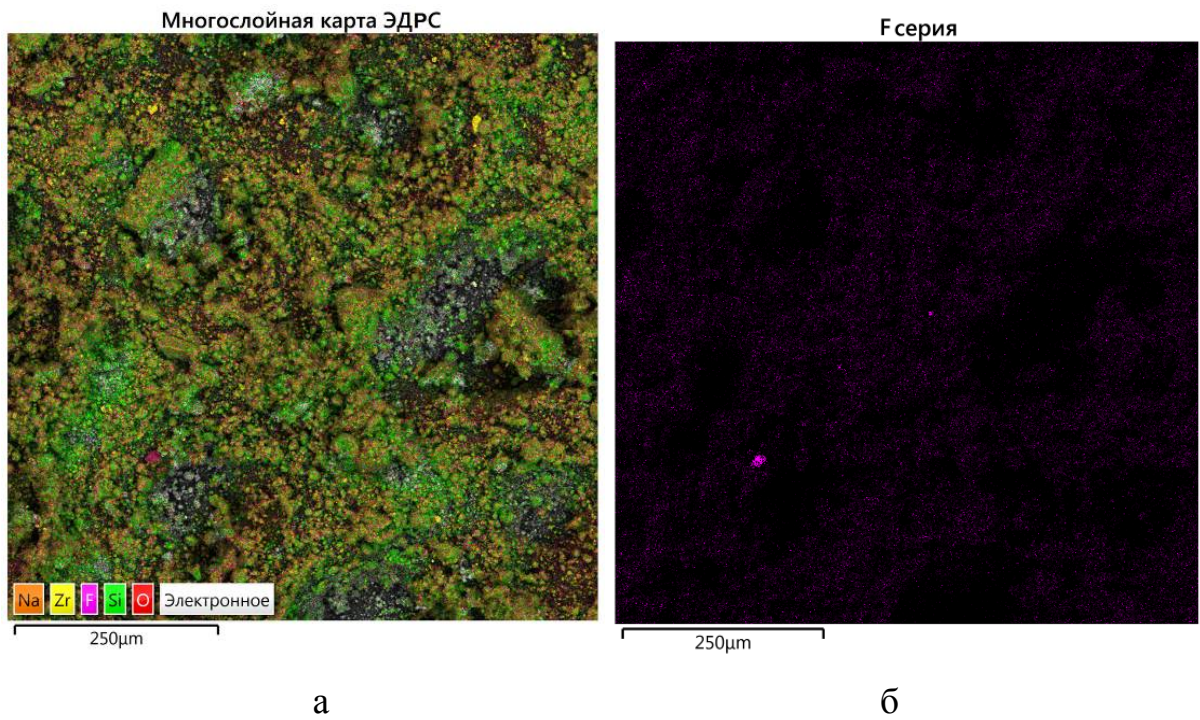 Многослойная карта ЭДРС
F серия
Na Zr F Si O Электронное
250µm
250µm
а
б